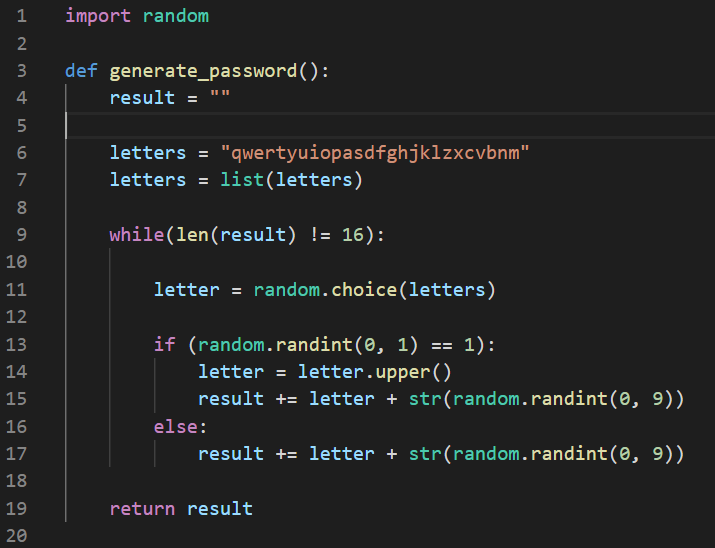 1 import random
2
3 def generate_password():
4     result = ""
5
6     letters = "qwertyuiopasdfghjklzxcvbnm"
7     letters = list(letters)
8
9     while(len(result) != 16):
10
11         letter = random.choice(letters)
12
13         if (random.randint(0, 1) == 1):
14             letter = letter.upper()
15             result += letter + str(random.randint(0, 9))
16         else:
17             result += letter + str(random.randint(0, 9))
18
19     return result
20